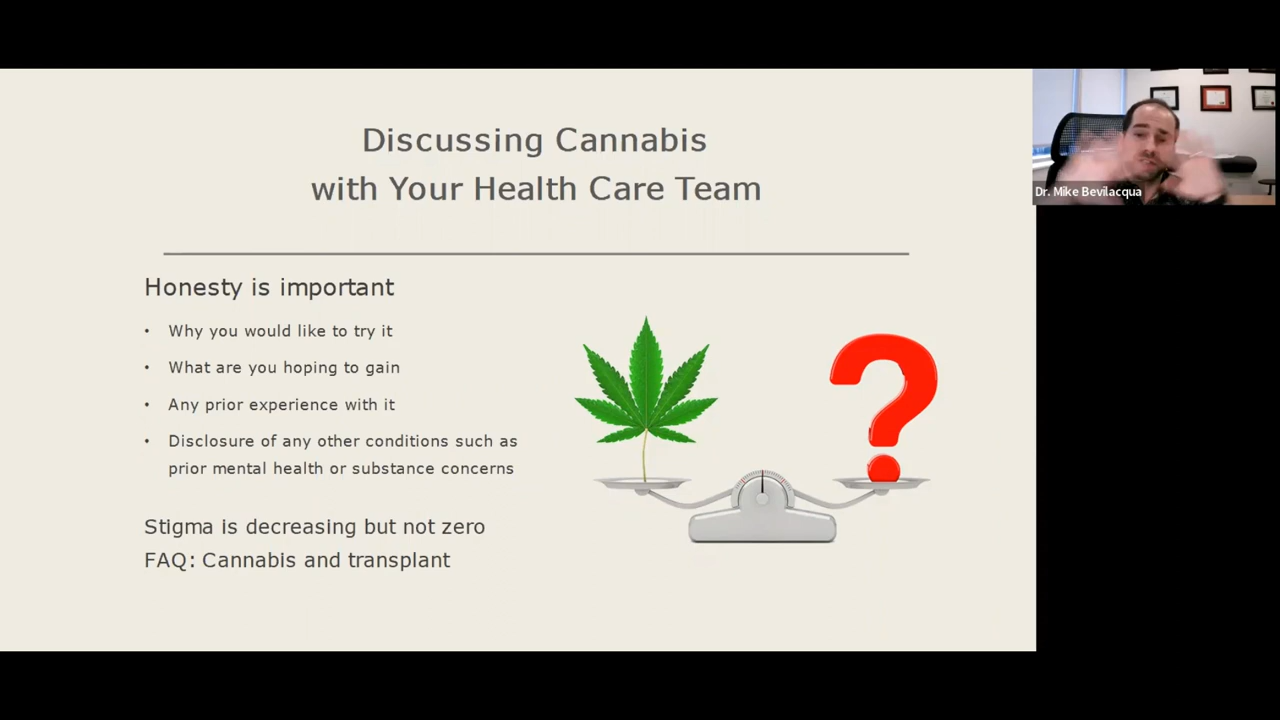 Discussing Cannabis
with Your Health Care Team
Honesty is important
• Why you would like to try it
• What are you hoping to gain
• Any prior experience with it
• Disclosure of any other conditions such as
prior mental health or substance concerns
Stigma is decreasing but not zero
FAQ: Cannabis and transplant
Dr. Mike Bevilacqua